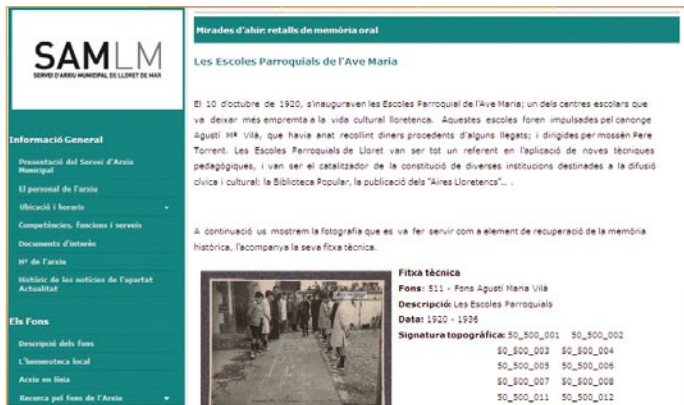 SAMLM
SERVEI D'ARXIU MUNICIPAL DE LLORET DE MAR
Informació General
Presentació del Servei d'Arxiu
Municipal
El personal de l'arxiu
Ubicació i horaris
Competències, funcions i serveis
Documents d'interès
Nº de l'arxiu
Històric de les notícies de l'apartat
Actualitat
Els Fons
Descripció dels fons
L'hemeroteca local
Arxiu en línia
Recerca pel fons de l'Arxiu
Mirades d'ahir: retalls de memòria oral
Les Escoles Parroquials de l'Ave Maria
El 10 d'octubre de 1920, s'inauguraven les Escoles Parroquial de l'Ave Maria; un dels centres escolars que
va deixar més empremta a la vida cultural lloretenca. Aquestes escoles foren impulsades pel canonge
Agustí Mª Vilà, que havia anat recollint diners procedents d'alguns llegats; i dirigides per mossèn Pere
Torrent. Les Escoles Parroquials de Lloret van ser tot un referent en l'aplicació de noves tècniques
pedagògiques, i van ser el catalitzador de la constitució de diverses institucions destinades a la difusió
cívica i cultural: la Biblioteca Popular, la publicació dels "Aires Lloretencs"... .
A continuació us mostrem la fotografia que es va fer servir com a element de recuperació de la memòria
històrica, l'acompanya la seva fitxa tècnica.
Fitxa tècnica
Fons: 511 - Fons Agustí Maria Vilà
Descripció: Les Escoles Parroquials
Data: 1920 - 1936
Signatura topogràfica: 50_500_001 50_500_002
50_500_003 50_500_004
50_500_005 50_500_006
50_500_007 50_500_008
50_500_011 50_500_012